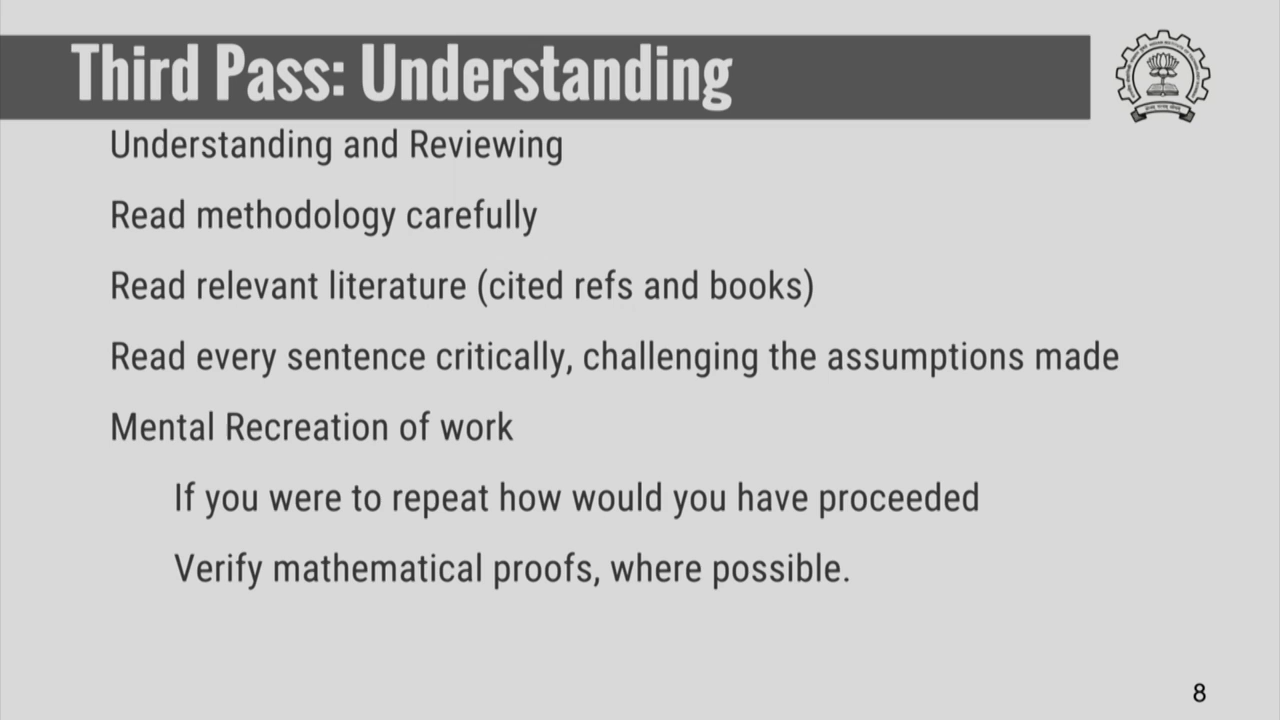 Third Pass: Understanding
Understanding and Reviewing
Read methodology carefully
Read relevant literature (cited refs and books)
Read every sentence critically, challenging the assumptions made
Mental Recreation of work
If you were to repeat how would you have proceeded
Verify mathematical proofs, where possible.
8